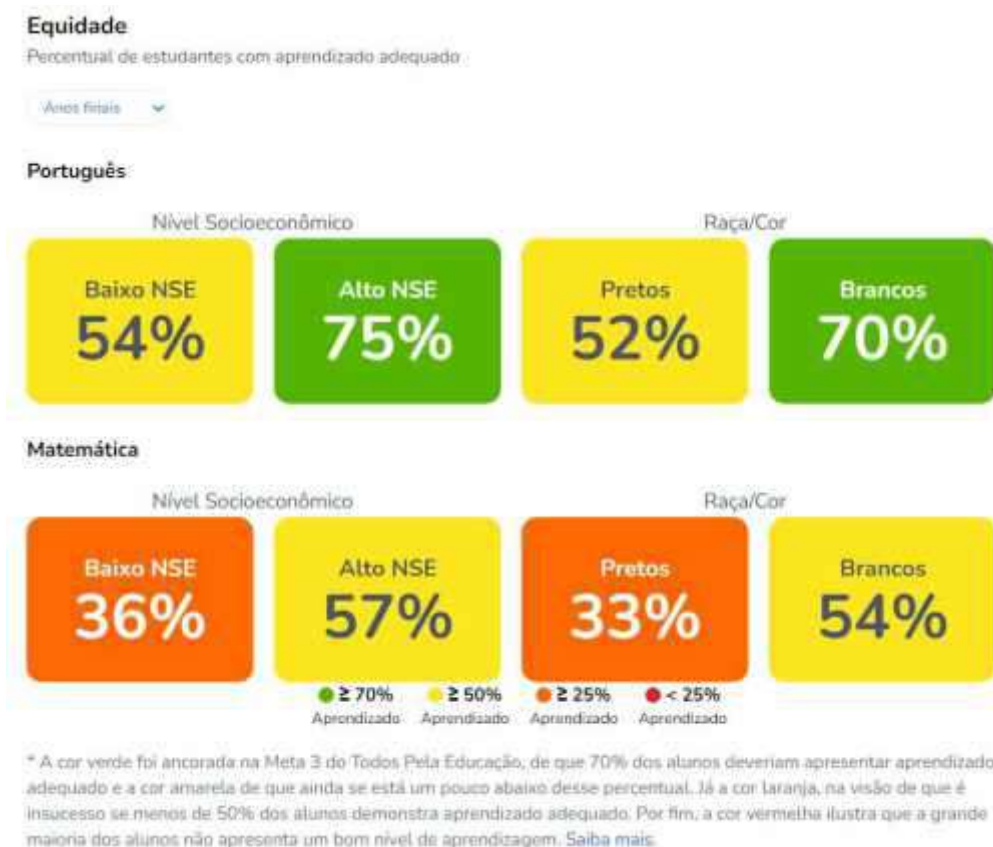 Equidade
Percentual de estudantes com aprendizado adequado
Anos finais
Português
Nível Socioeconômico
Raça/Cor
Baixo NSE
Alto NSE
Pretos
Brancos
54%
75%
52%
70%
Matemática
Nível Socioeconômico
Raça/Cor
Baixo NSE
Alto NSE
Pretos
Brancos
36%
57%
33%
54%
≥ 70%
≥ 50%
≥ 25%
< 25%
Aprendizado
Aprendizado
Aprendizado
Aprendizado
* A cor verde foi ancorada na Meta 3 do Todos Pela Educação, de que 70% dos alunos deveriam apresentar aprendizado
adequado e a cor amarela de que ainda se está um pouco abaixo desse percentual. Já a cor laranja, na visão de que é
insucesso se menos de 50% dos alunos demonstra aprendizado adequado. Por fim, a cor vermelha ilustra que a grande
maioria dos alunos não apresenta um bom nível de aprendizagem. Saiba mais.